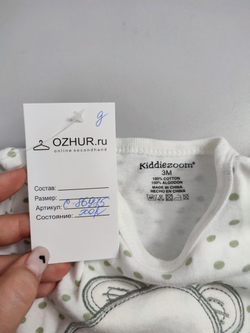 g
OZHUR.ru
online secondhand
Состав:
Размер:
Артикул:
Состояние: 100%
Kiddiezoom®
3M
100% COTTON
100% ALGODON
MADE IN CHINA
HECHO EN CHINA